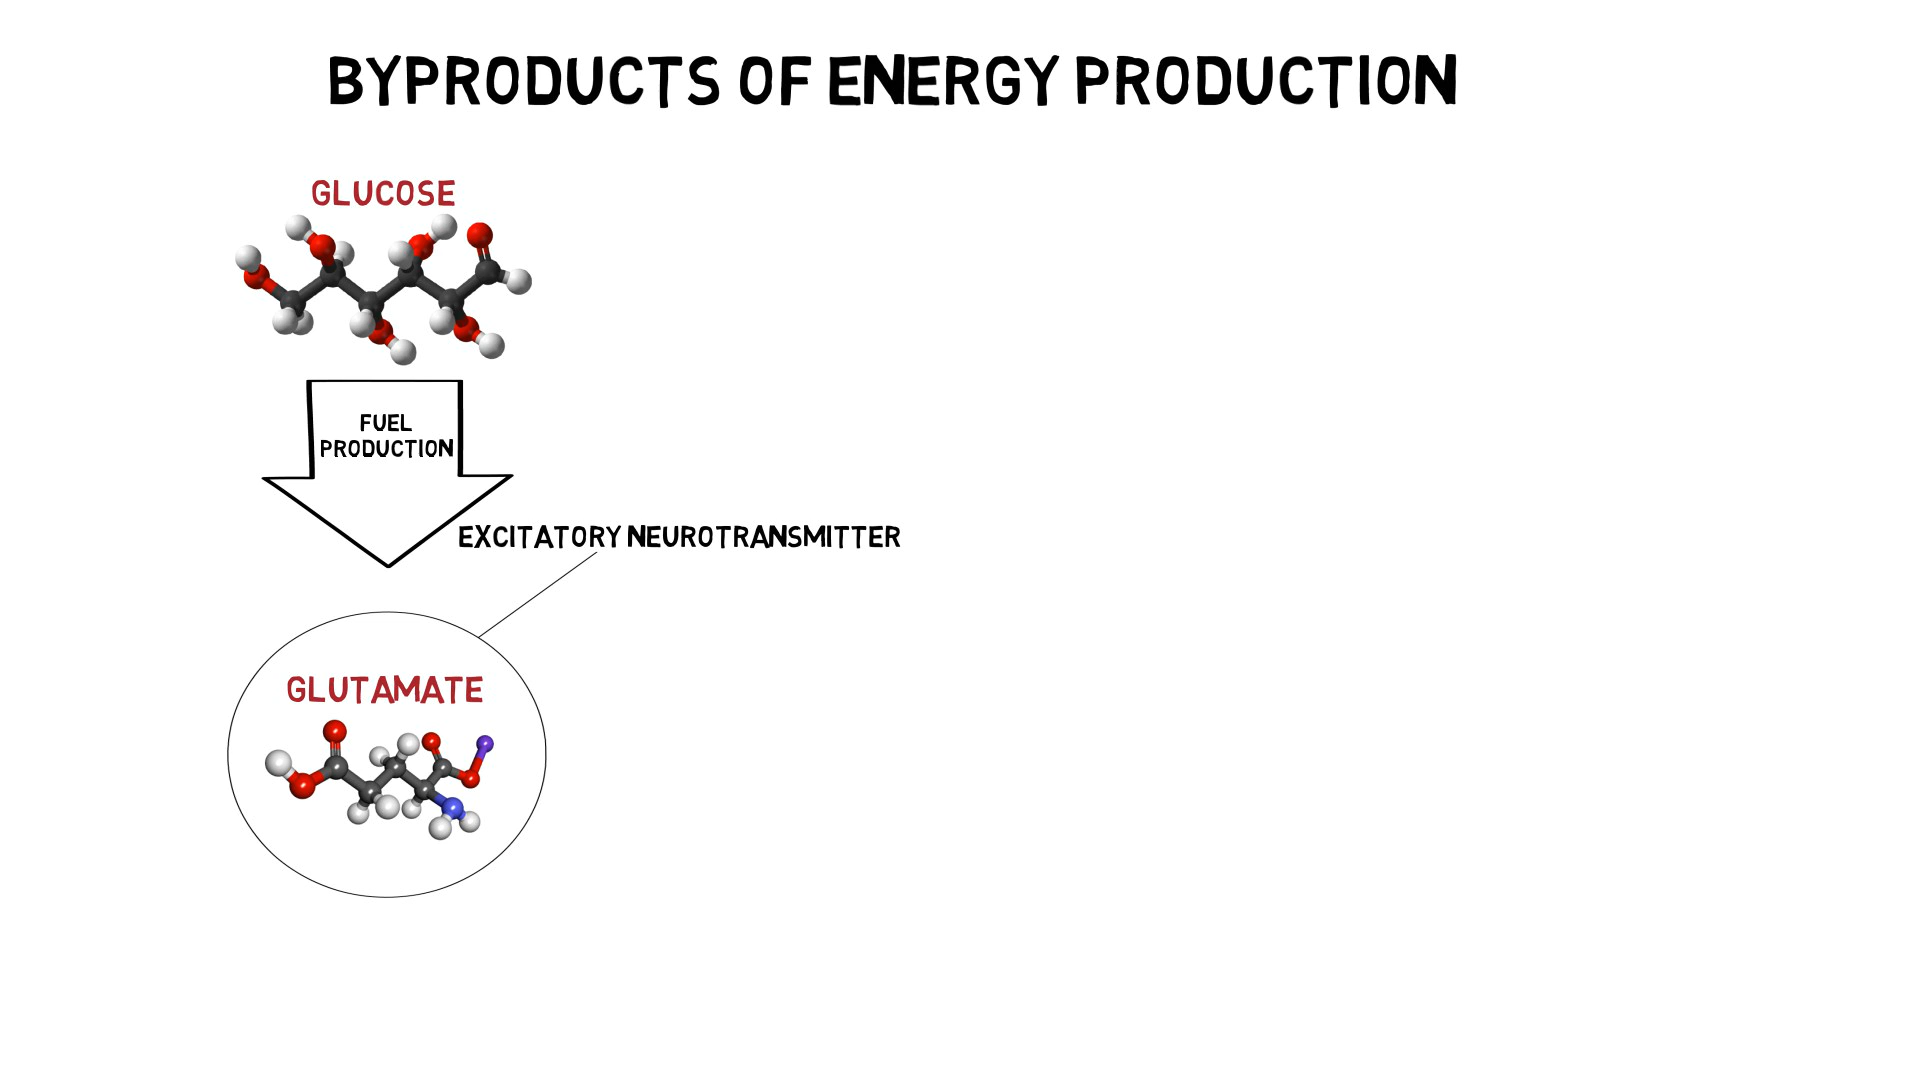 BYPRODUCTS OF ENERGY PRODUCTION
GLUCOSE
FUEL
PRODUCTION
EXCITATORY NEUROTRANSMITTER
GLUTAMATE